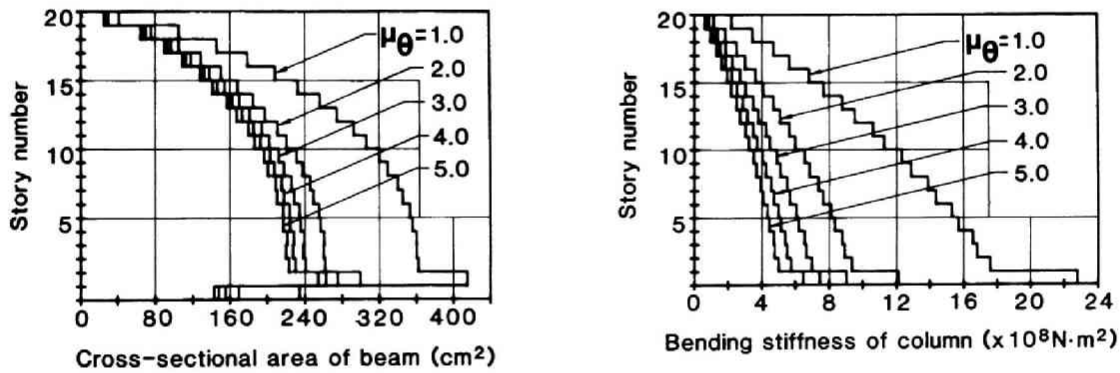 Story number
20
15
10
5
0 80 160 240 320 400
Cross-sectional area of beam (cm²)
μθ=1.0
2.0
3.0
4.0
5.0
Story number
20
15
10
5
0 4 8 12 16 20 24
Bending stiffness of column (x10⁸N·m²)
μθ=1.0
2.0
3.0
4.0
5.0